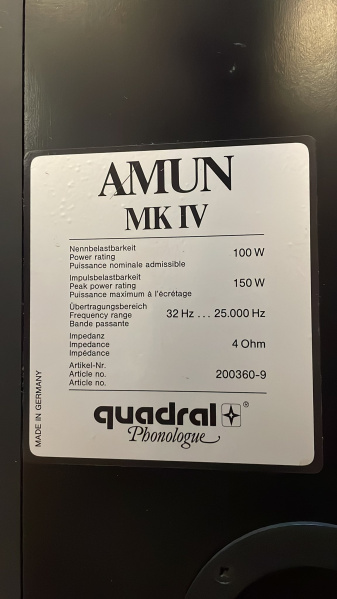 AMUN
MK IV
Nennbelastbarkeit
Power rating 100 W
Puissance nominale admissible
Impulsbelastbarkeit
Peak power rating 150 W
Puissance maximum à l'écrétage
Übertragungsbereich
Frequency range 32 Hz ... 25.000 Hz
Bande passante
Impedanz
Impedance 4 Ohm
Impédance
Artikel-Nr.
Article no. 200360-9
Article no.
MADE IN GERMANY
quadral ®
Phonologue